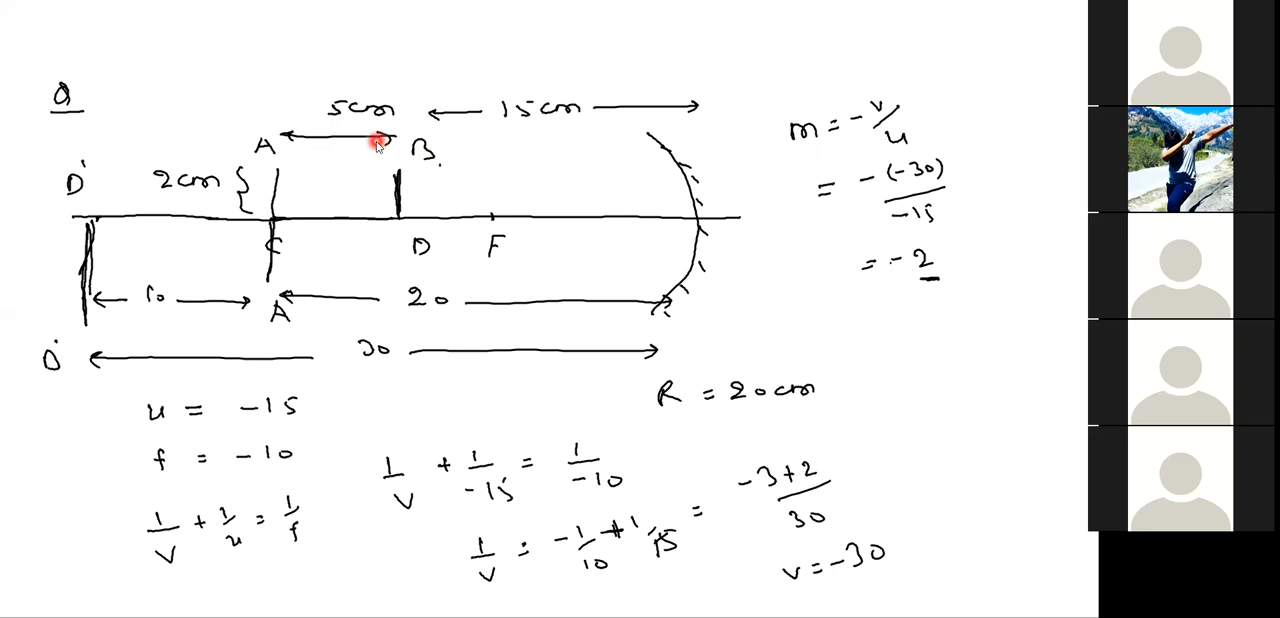 Q
5cm
15cm
A
B.
D'
2cm
C
D
F
10
A'
20
D'
30
R = 20cm
u = -15
f = -10
1/v + 1/u = 1/f
1/v + 1/-15 = 1/-10
1/v = -1/10 + 1/15 = -3+2/30
v = -30
m = -v/u
= -(-30)/-15
= -2